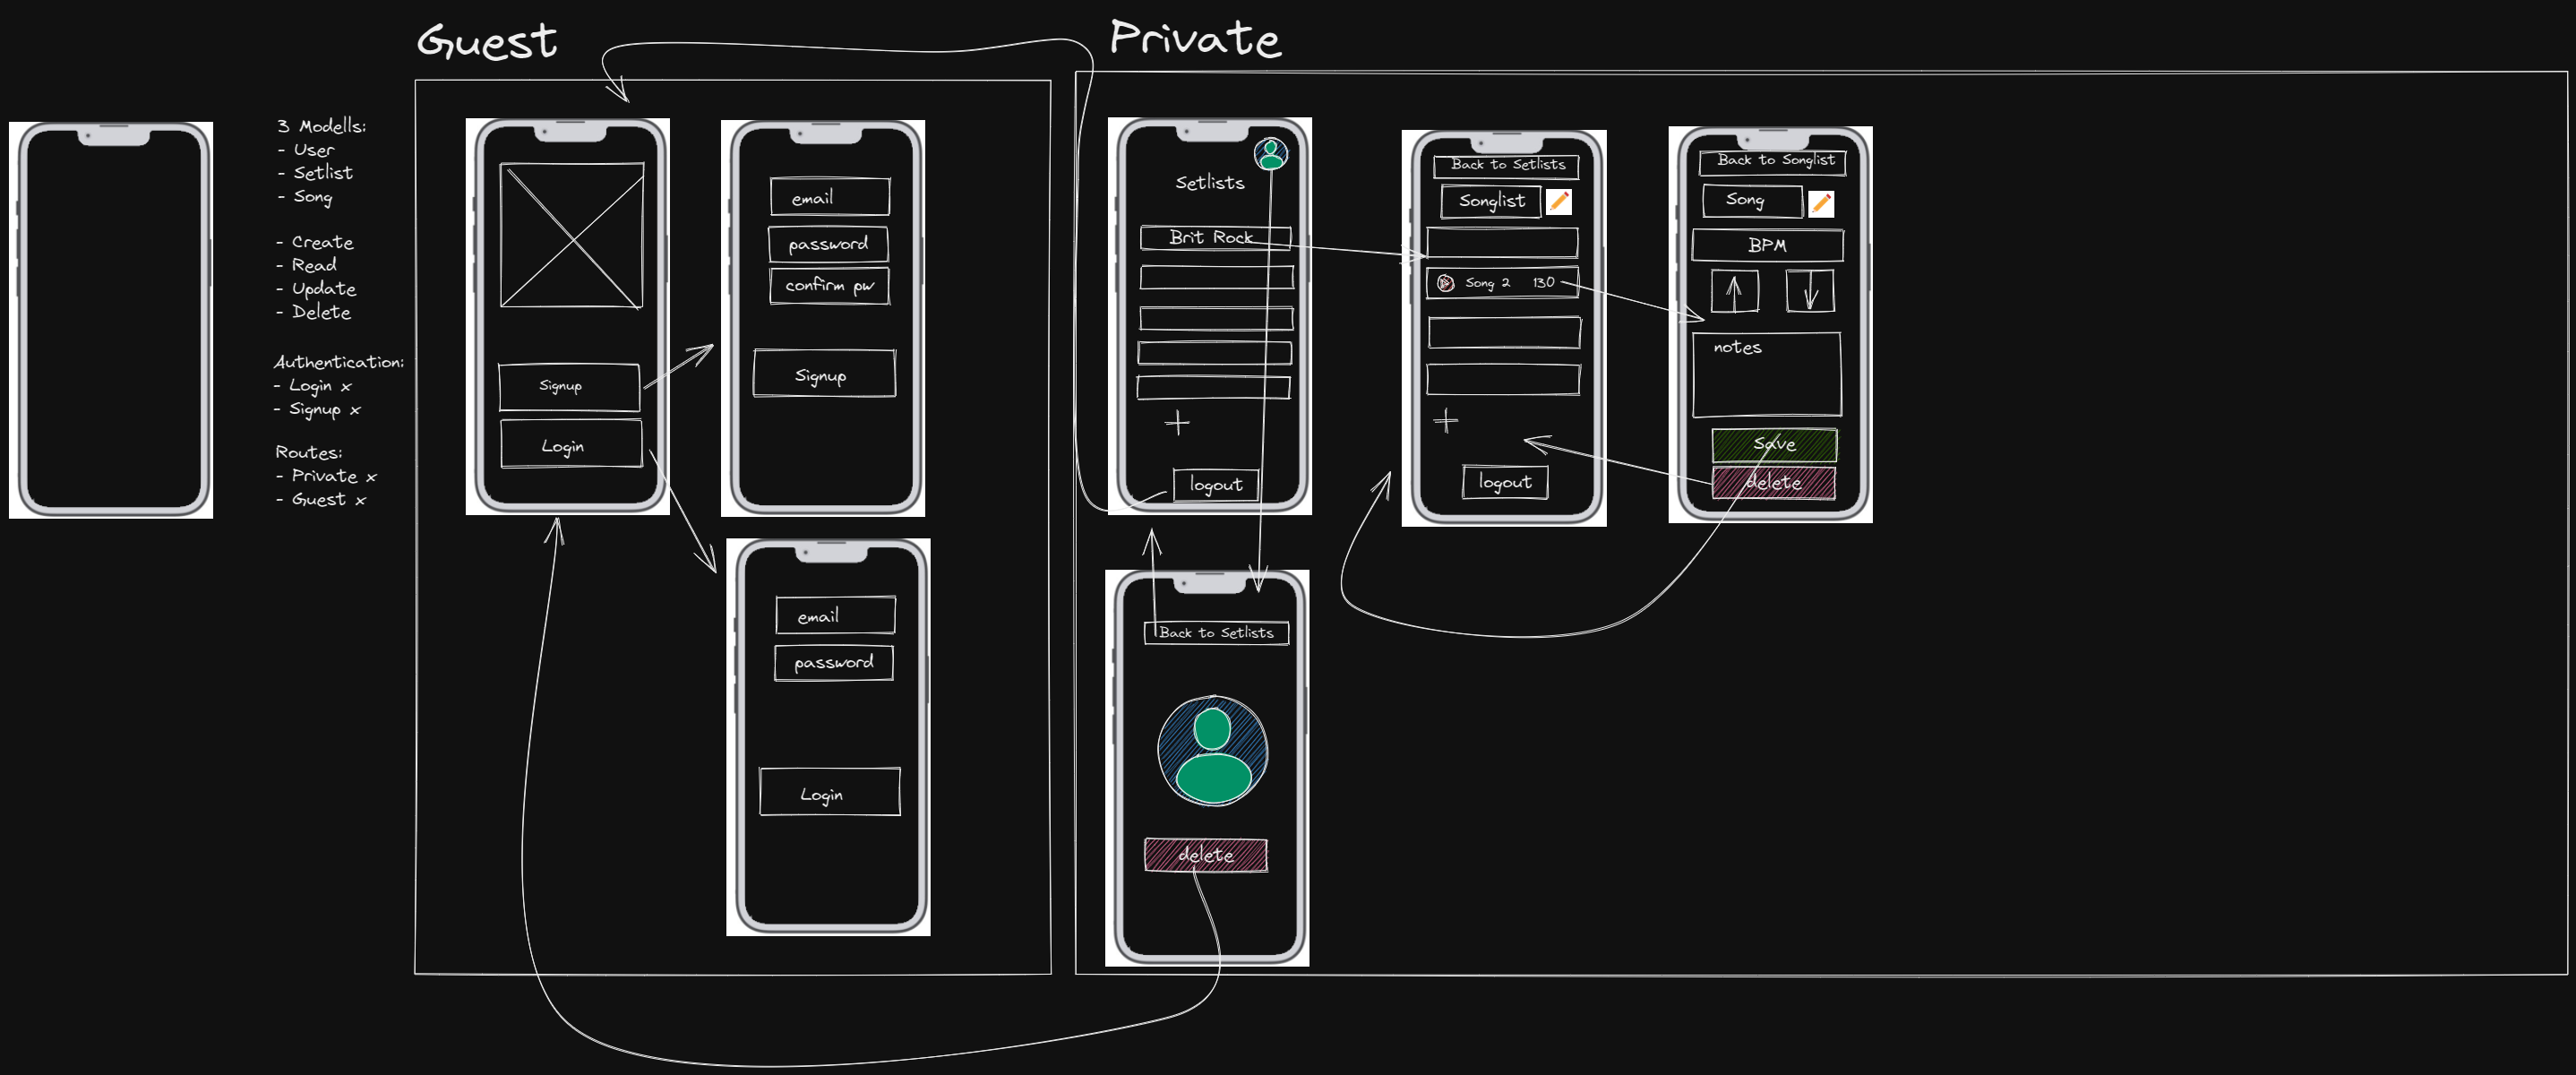 Guest
Private
3 Modells:
- User
- Setlist
- Song
- Create
- Read
- Update
- Delete
Authentication:
- Login x
- Signup x
Routes:
- Private x
- Guest x
Signup
Login
email
password
confirm pw
Signup
email
password
Login
Setlists
Brit Rock
logout
Back to Setlists
delete
Back to Setlists
Songlist
Song 2 130
logout
Back to Songlist
Song
BPM
notes
Save
delete